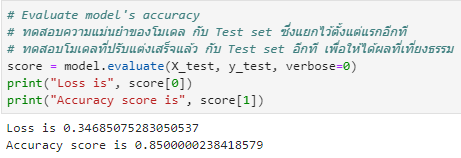 # Evaluate model's accuracy
# ทดสอบความแม่นยำของโมเดล กับ Test set ซึ่งแยกไว้ตั้งแต่แรกอีกที
# ทดสอบโมเดลที่ปรับแต่งเสร็จแล้ว กับ Test set อีกที เพื่อให้ได้ผลที่เที่ยงธรรม
score = model.evaluate(X_test, y_test, verbose=0)
print("Loss is", score[0])
print("Accuracy score is", score[1])
Loss is 0.34685075283050537
Accuracy score is 0.8500000238418579